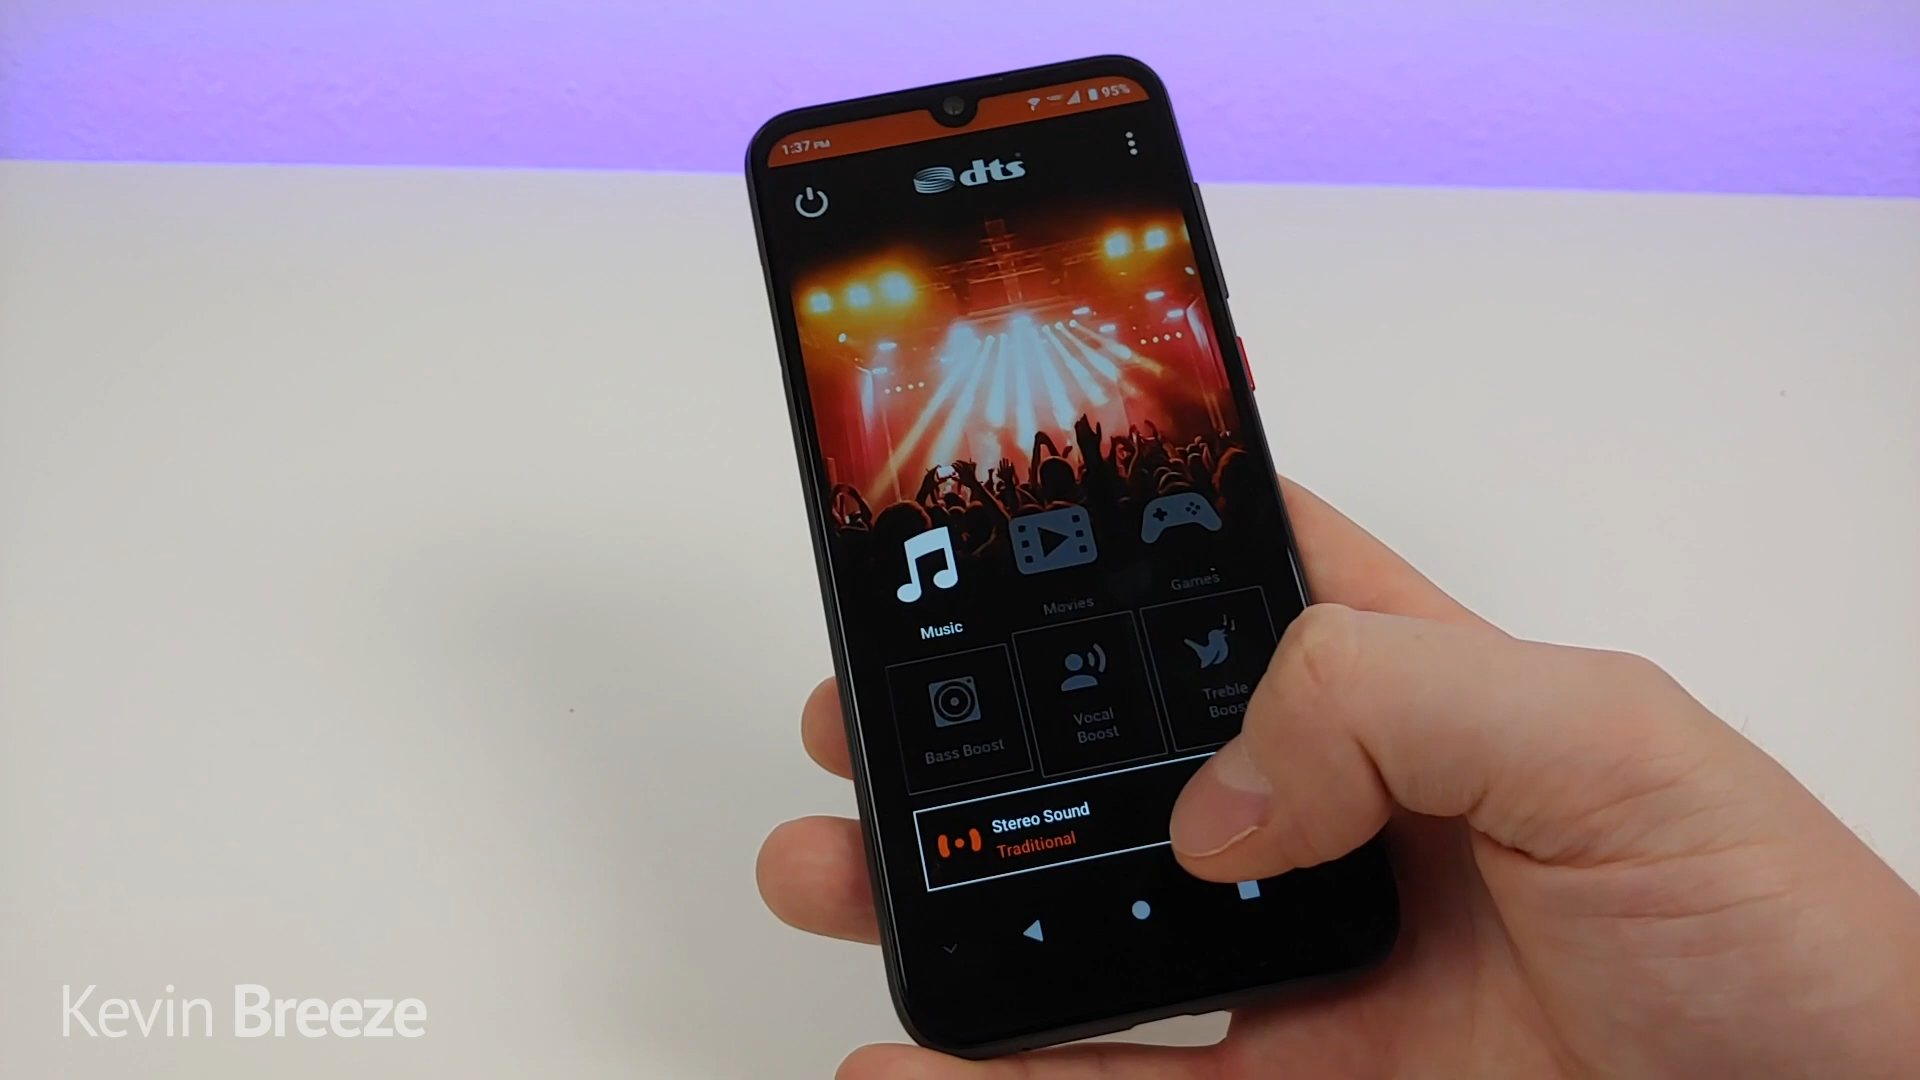 1:37 PM
95%
dts
Music
Movies
Games
Bass Boost
Vocal
Boost
Treble
Boost
Stereo Sound
Traditional
Kevin Breeze